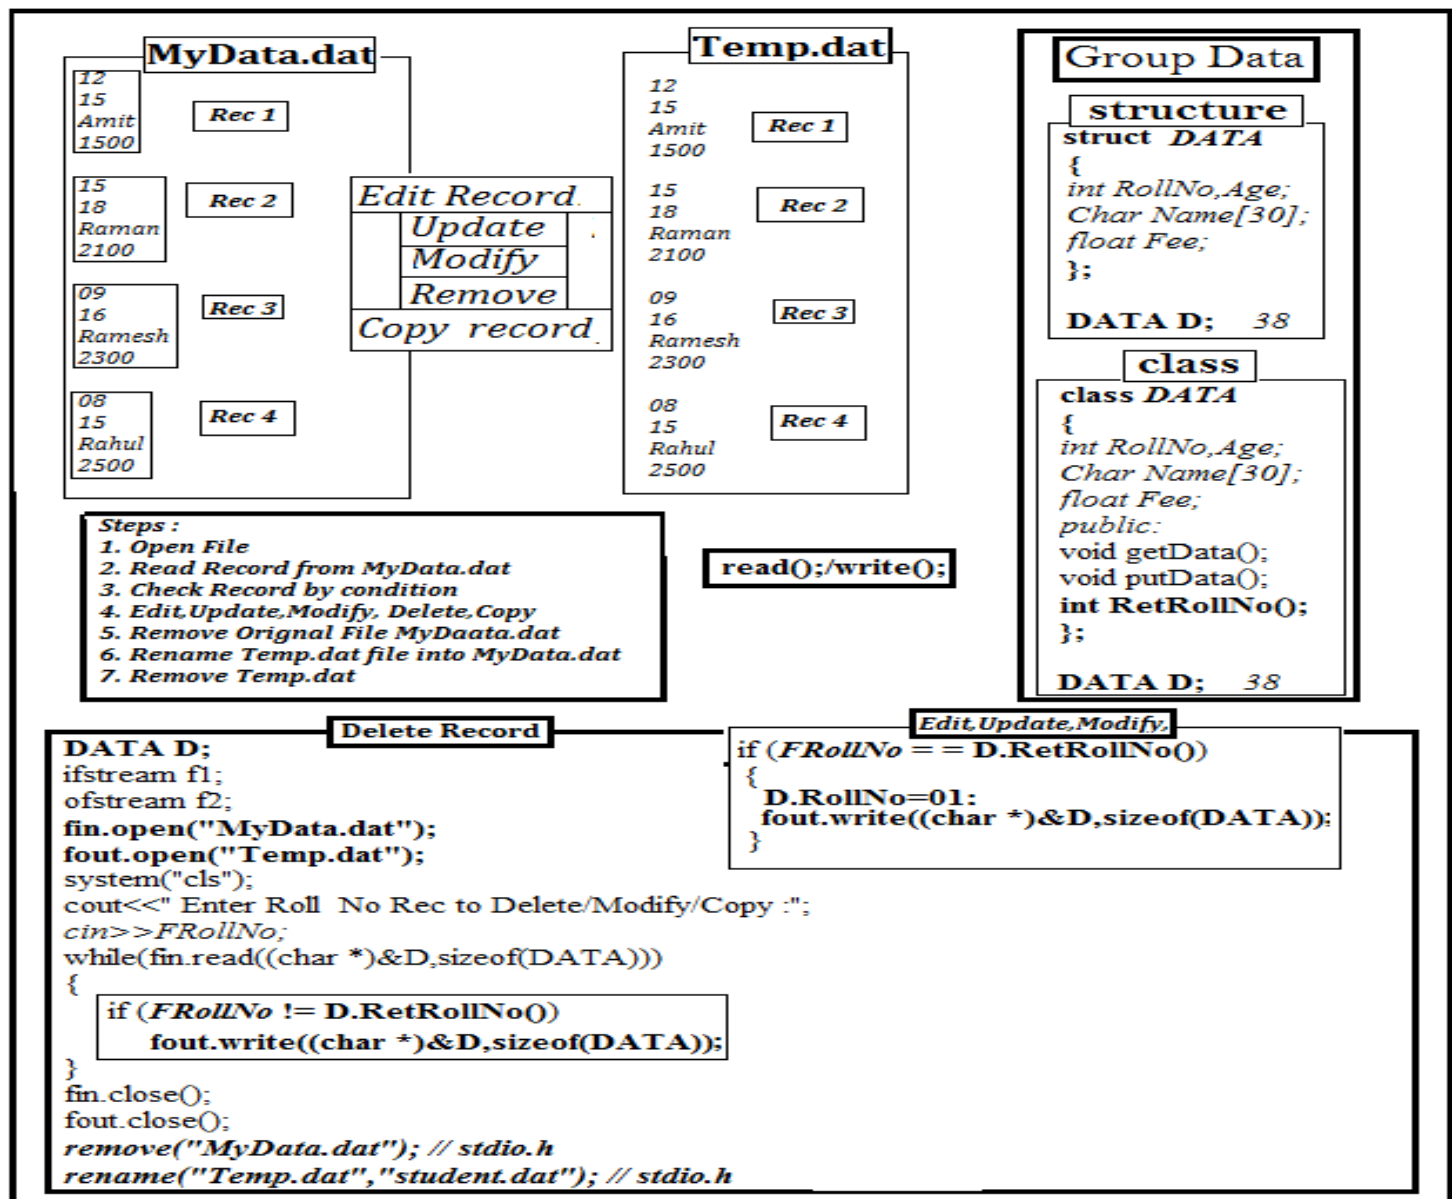 MyData.dat
12
15
Amit
1500
Rec 1
15
18
Raman
2100
Rec 2
09
16
Ramesh
2300
Rec 3
08
15
Rahul
2500
Rec 4
Edit Record.
Update
Modify
Remove
Copy record.
Temp.dat
12
15
Amit
1500
Rec 1
15
18
Raman
2100
Rec 2
09
16
Ramesh
2300
Rec 3
08
15
Rahul
2500
Rec 4
Group Data
structure
struct DATA
{
int RollNo,Age;
Char Name[30];
float Fee;
};
DATA D; 38
class
class DATA
{
int RollNo,Age;
Char Name[30];
float Fee;
public:
void getData();
void putData();
int RetRollNo();
};
DATA D; 38
Steps :
1. Open File
2. Read Record from MyData.dat
3. Check Record by condition
4. Edit,Update,Modify, Delete,Copy
5. Remove Orignal File MyDaata.dat
6. Rename Temp.dat file into MyData.dat
7. Remove Temp.dat
read();/write();
Delete Record
DATA D;
ifstream f1;
ofstream f2;
fin.open("MyData.dat");
fout.open("Temp.dat");
system("cls");
cout<<" Enter Roll No Rec to Delete/Modify/Copy :";
cin>>FRollNo;
while(fin.read((char *)&D,sizeof(DATA)))
{
if (FRollNo != D.RetRollNo())
fout.write((char *)&D,sizeof(DATA));
}
fin.close();
fout.close();
remove("MyData.dat"); // stdio.h
rename("Temp.dat","student.dat"); // stdio.h
Edit,Update,Modify,
if (FRollNo = = D.RetRollNo())
{
D.RollNo=01:
fout.write((char *)&D,sizeof(DATA));
}